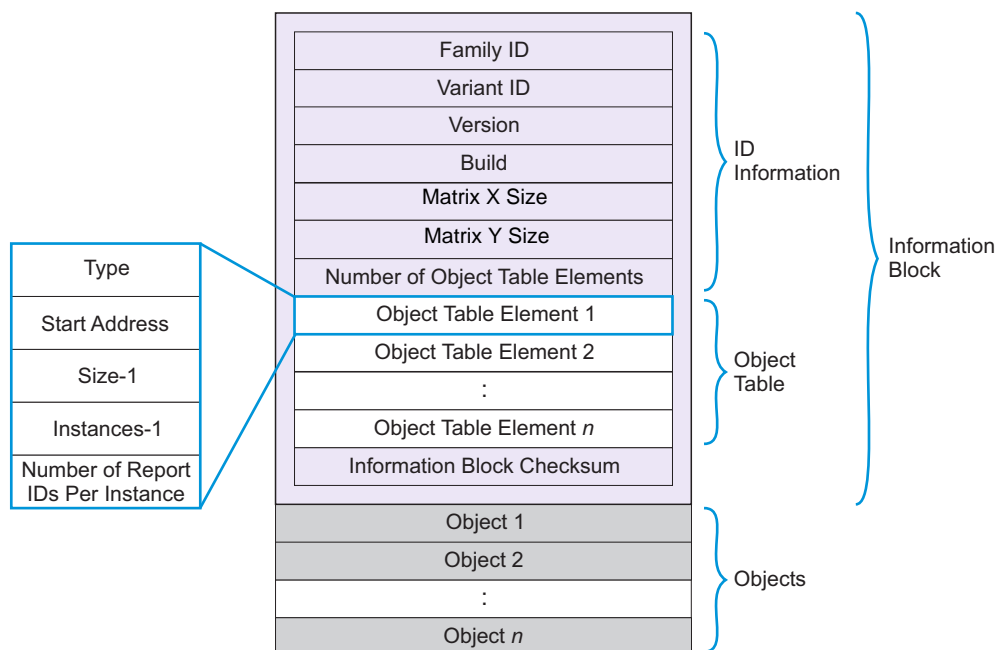 Family ID
Variant ID
Version
Build
Matrix X Size
Matrix Y Size
Number of Object Table Elements
Object Table Element 1
Object Table Element 2
:
Object Table Element n
Information Block Checksum
Object 1
Object 2
:
Object n
Type
Start Address
Size-1
Instances-1
Number of Report
IDs Per Instance
ID
Information
Object
Table
Objects
Information
Block